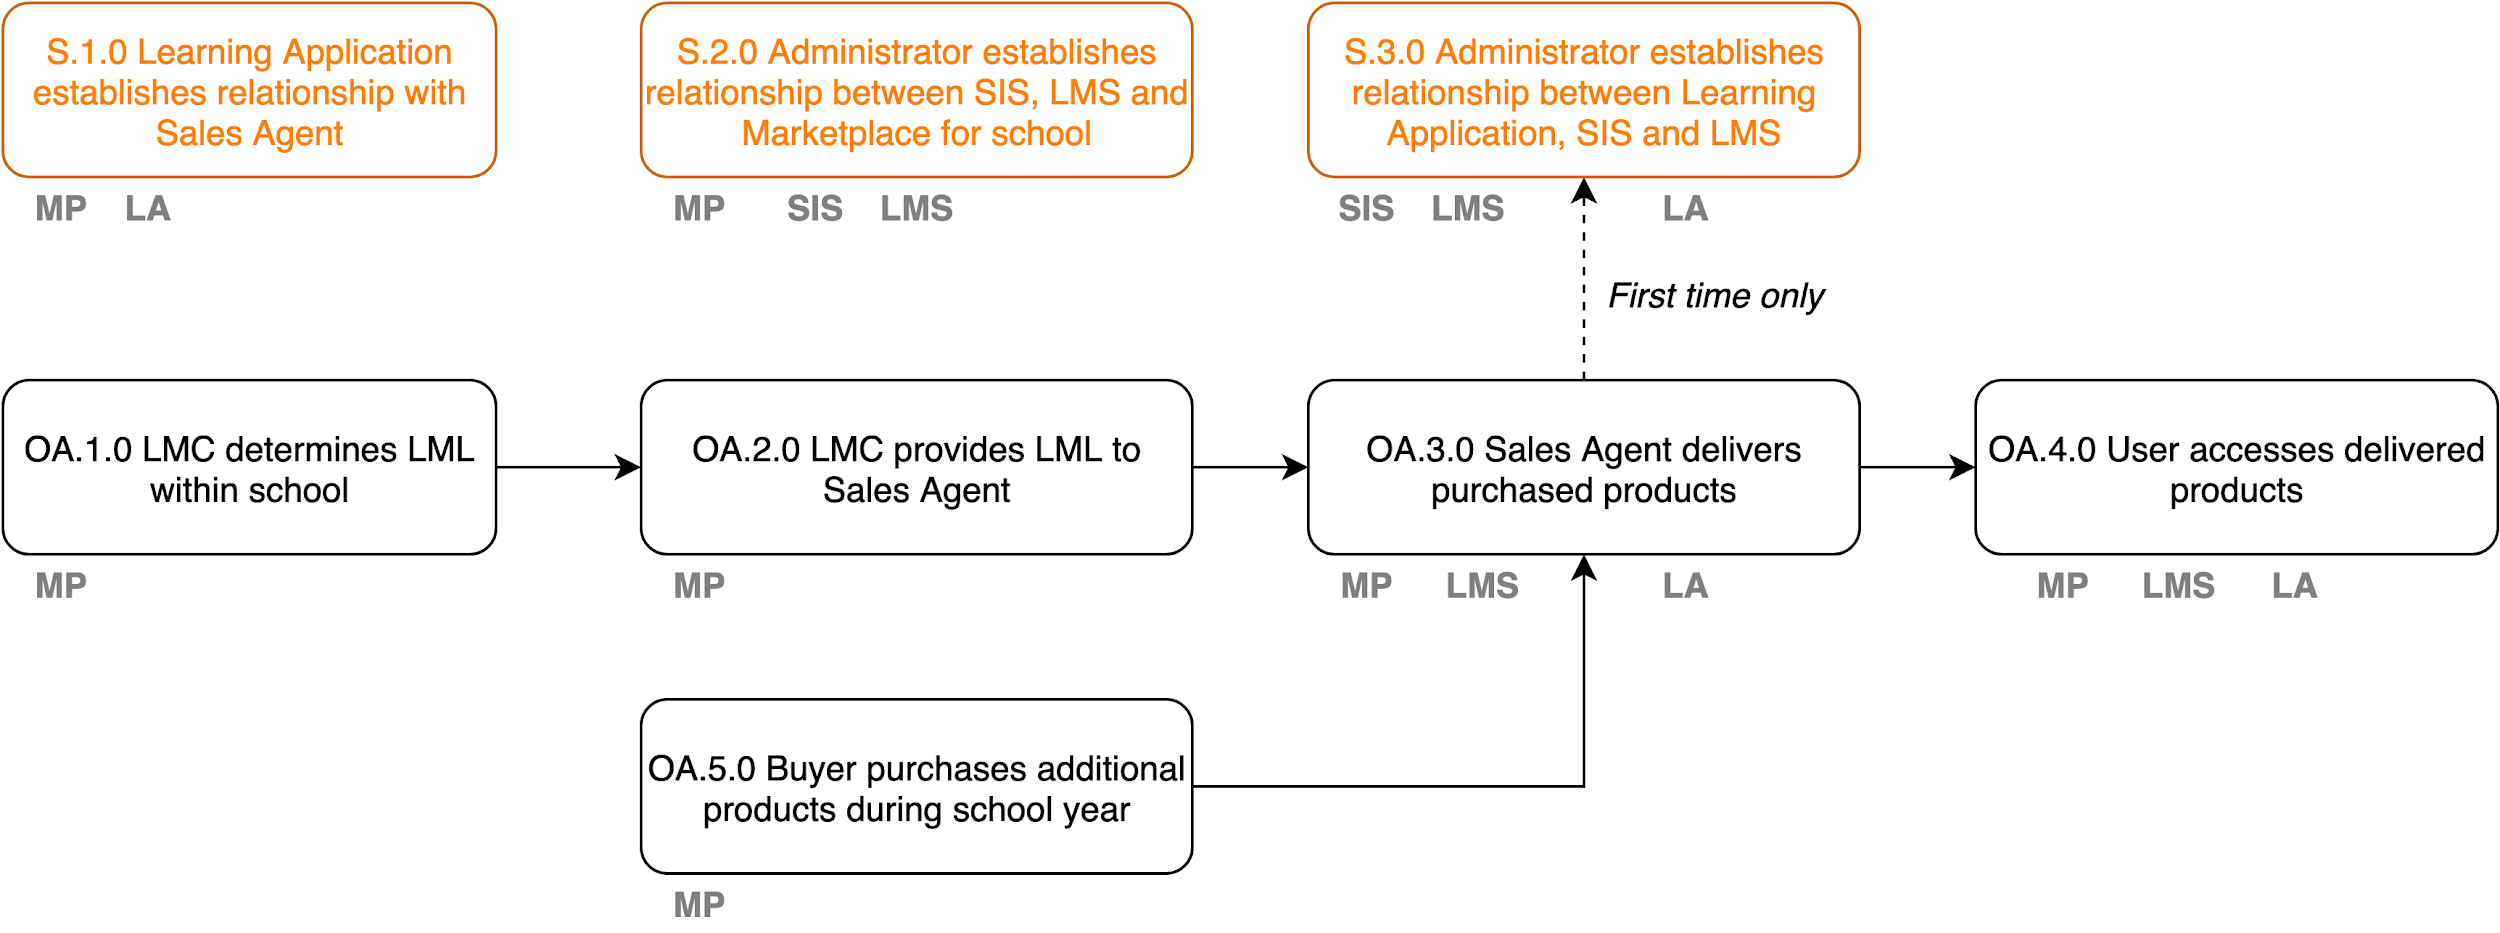 S.1.0 Learning Application
establishes relationship with
Sales Agent
MP LA
S.2.0 Administrator establishes
relationship between SIS, LMS and
Marketplace for school
MP SIS LMS
S.3.0 Administrator establishes
relationship between Learning
Application, SIS and LMS
SIS LMS LA
First time only
OA.1.0 LMC determines LML
within school
MP
OA.2.0 LMC provides LML to
Sales Agent
MP
OA.3.0 Sales Agent delivers
purchased products
MP LMS LA
OA.4.0 User accesses delivered
products
MP LMS LA
OA.5.0 Buyer purchases additional
products during school year
MP